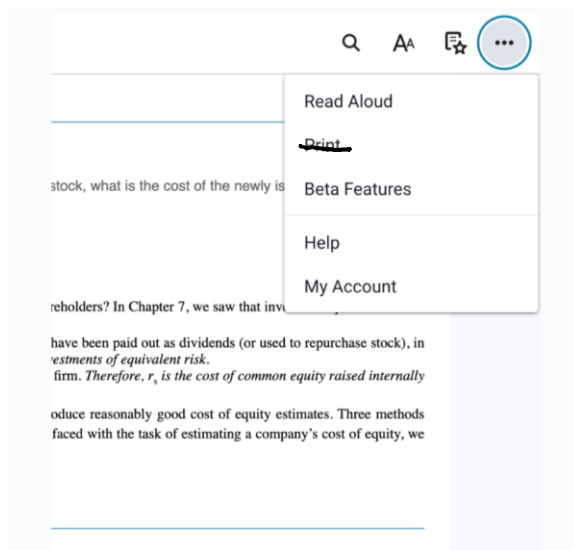 AA
Read Aloud
Print
stock, what is the cost of the newly is
Beta Features
Help
My Account
reholders? In Chapter 7, we saw that inv
have been paid out as dividends (or used to repurchase stock), in
estments of equivalent risk.
firm. Therefore, rs is the cost of common equity raised internally
oduce reasonably good cost of equity estimates. Three methods
faced with the task of estimating a company's cost of equity, we